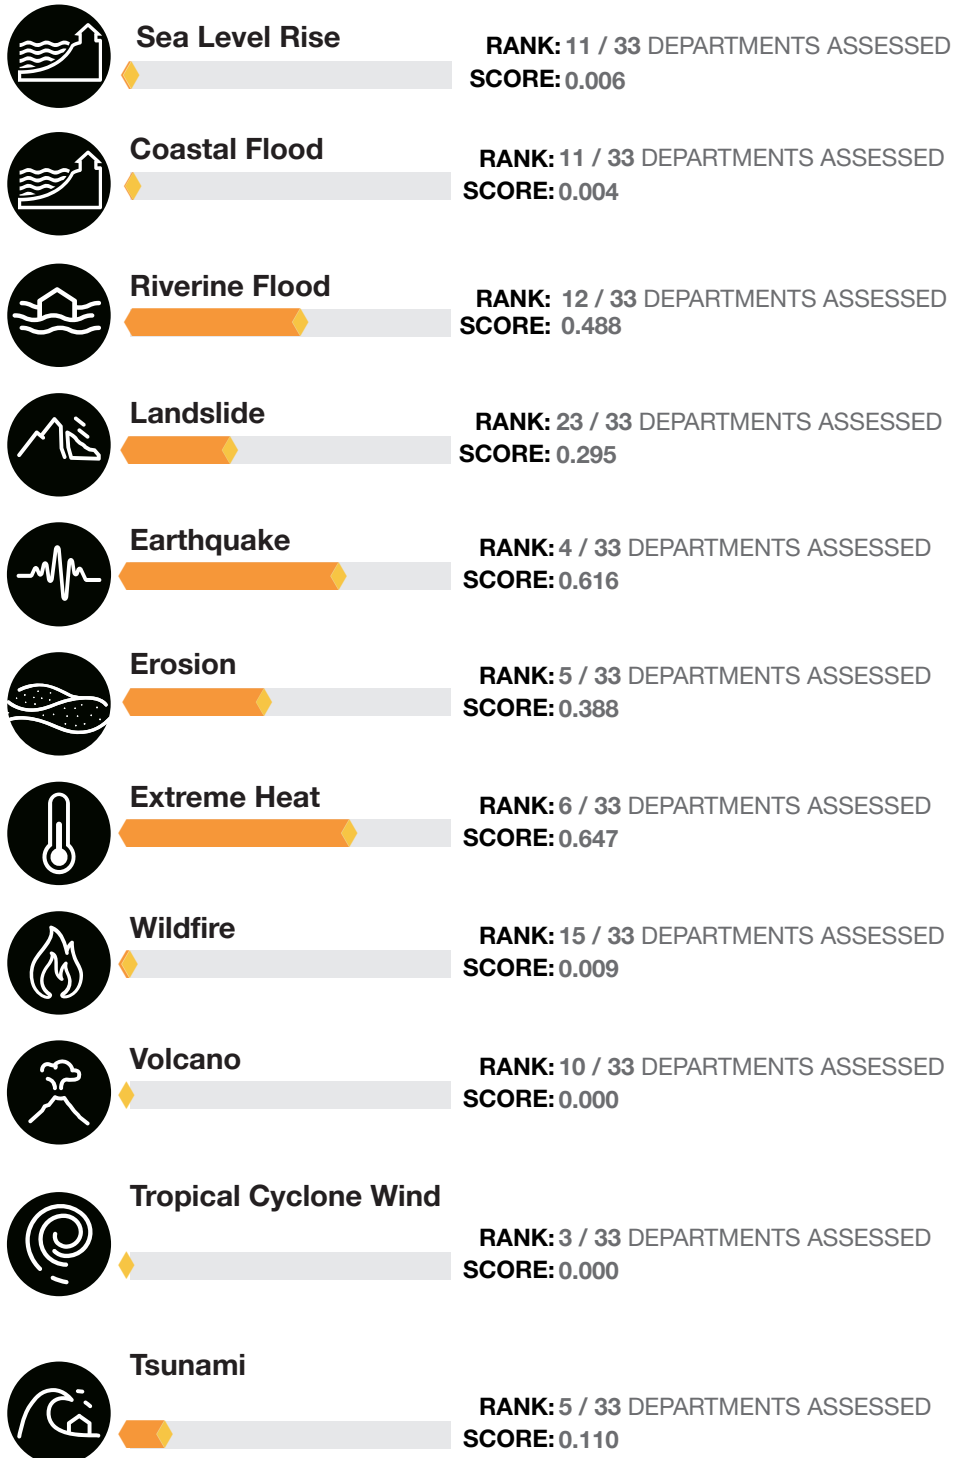 Sea Level Rise
RANK: 11 / 33 DEPARTMENTS ASSESSED
SCORE: 0.006
Coastal Flood
RANK: 11 / 33 DEPARTMENTS ASSESSED
SCORE: 0.004
Riverine Flood
RANK: 12 / 33 DEPARTMENTS ASSESSED
SCORE: 0.488
Landslide
RANK: 23 / 33 DEPARTMENTS ASSESSED
SCORE: 0.295
Earthquake
RANK: 4 / 33 DEPARTMENTS ASSESSED
SCORE: 0.616
Erosion
RANK: 5 / 33 DEPARTMENTS ASSESSED
SCORE: 0.388
Extreme Heat
RANK: 6 / 33 DEPARTMENTS ASSESSED
SCORE: 0.647
Wildfire
RANK: 15 / 33 DEPARTMENTS ASSESSED
SCORE: 0.009
Volcano
RANK: 10 / 33 DEPARTMENTS ASSESSED
SCORE: 0.000
Tropical Cyclone Wind
RANK: 3 / 33 DEPARTMENTS ASSESSED
SCORE: 0.000
Tsunami
RANK: 5 / 33 DEPARTMENTS ASSESSED
SCORE: 0.110